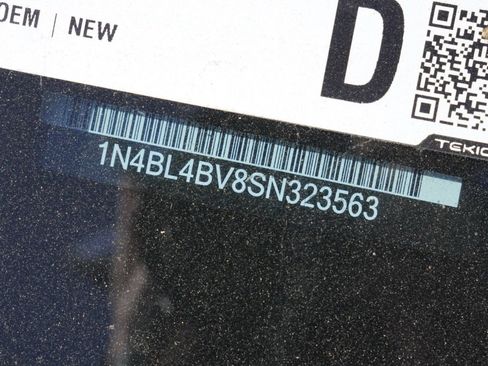 OEM | NEW
D
TEKIO
1N4BL4BV8SN323563